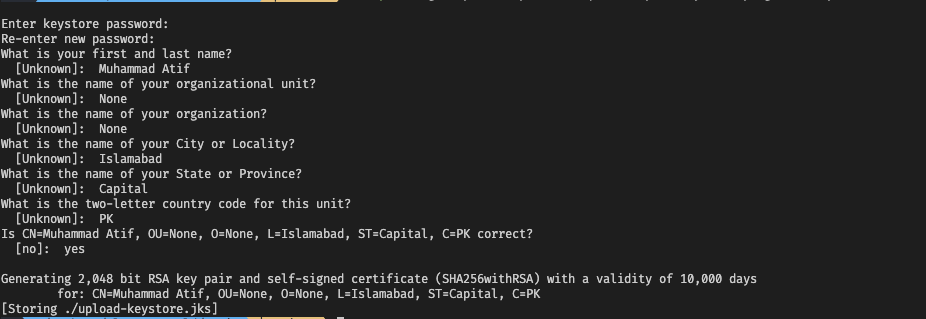 Enter keystore password:
Re-enter new password:
What is your first and last name?
[Unknown]:  Muhammad Atif
What is the name of your organizational unit?
[Unknown]:  None
What is the name of your organization?
[Unknown]:  None
What is the name of your City or Locality?
[Unknown]:  Islamabad
What is the name of your State or Province?
[Unknown]:  Capital
What is the two-letter country code for this unit?
[Unknown]:  PK
Is CN=Muhammad Atif, OU=None, O=None, L=Islamabad, ST=Capital, C=PK correct?
[no]:  yes
Generating 2,048 bit RSA key pair and self-signed certificate (SHA256withRSA) with a validity of 10,000 days
for: CN=Muhammad Atif, OU=None, O=None, L=Islamabad, ST=Capital, C=PK
[Storing ./upload-keystore.jks]